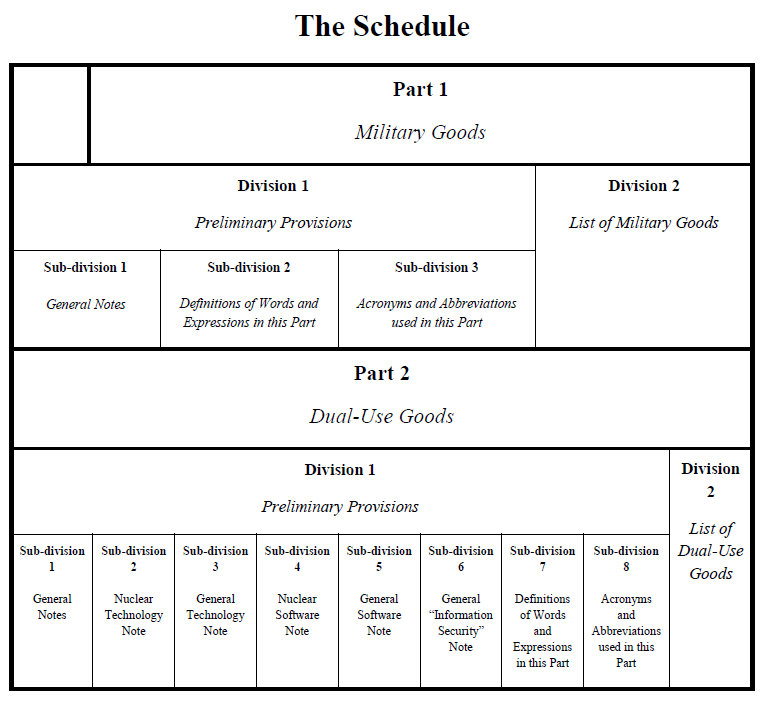 The Schedule
Part 1
Military Goods
Division 1
Preliminary Provisions
Division 2
List of Military Goods
Sub-division 1
General Notes
Sub-division 2
Definitions of Words and
Expressions in this Part
Sub-division 3
Acronyms and Abbreviations
used in this Part
Part 2
Dual-Use Goods
Division 1
Preliminary Provisions
Division
2
List of
Dual-Use
Goods
Sub-division
1
General
Notes
Sub-division
2
Nuclear
Technology
Note
Sub-division
3
General
Technology
Note
Sub-division
4
Nuclear
Software
Note
Sub-division
5
General
Software
Note
Sub-division
6
General
“Information
Security”
Note
Sub-division
7
Definitions
of Words
and
Expressions
in this Part
Sub-division
8
Acronyms
and
Abbreviations
used in this
Part